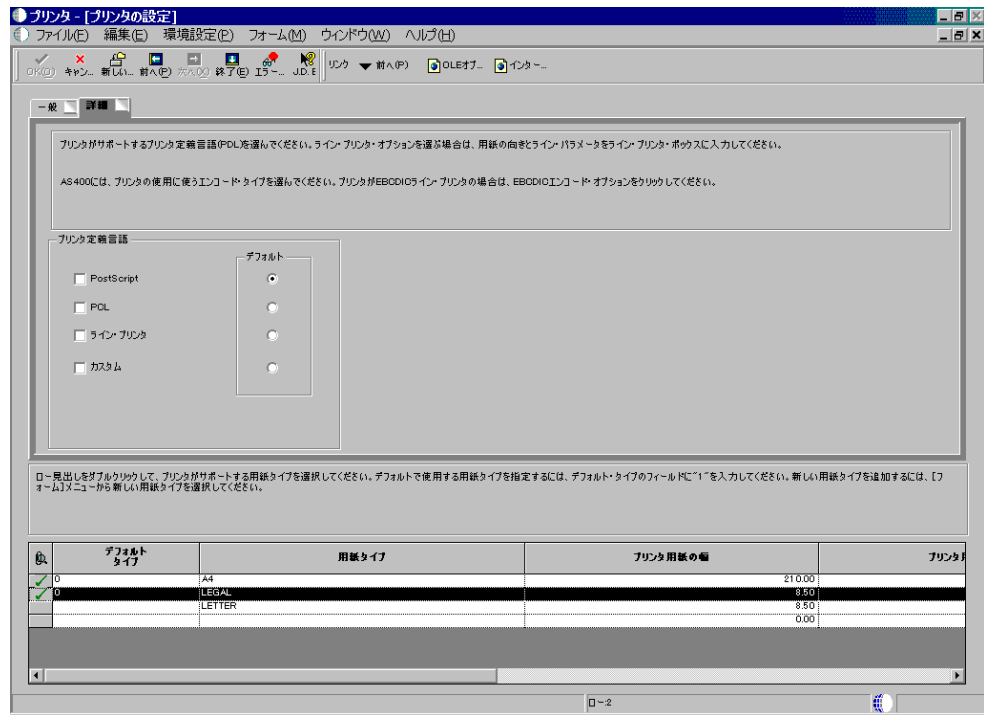 プリンタ - [プリンタの設定]
ファイル(F) 編集(E) 環境設定(P) フォーム(M) ウィンドウ(W) ヘルプ(H)
OK(O) キャン... 新しい... 前へ(P) 次へ(X) 終了(E) エラー... J.D. E リンク 前へ(P) OLEオブ... インター...
一般 詳細
プリンタがサポートするプリンタ定義言語(PDL)を選んでください。ライン・プリンタ・オプションを選ぶ場合は、用紙の向きとライン・パラメータをライン・プリンタ・ボックスに入力してください。
AS400には、プリンタの使用に使うエンコード・タイプを選んでください。プリンタがEBCDICライン・プリンタの場合は、EBCDICエンコード・オプションをクリックしてください。
プリンタ定義言語
デフォルト
PostScript
PCL
ライン・プリンタ
カスタム
ロー見出しをダブルクリックして、プリンタがサポートする用紙タイプを選択してください。デフォルトで使用する用紙タイプを指定するには、デフォルト・タイプのフィールドに"1"を入力してください。新しい用紙タイプを追加するには、[フ
ォーム]メニューから新しい用紙タイプを選択してください。
デフォルト
タイプ 用紙タイプ プリンタ用紙の幅 プリンタ用
0 A4 210.00
0 LEGAL 8.50
LETTER 8.50
0.00
ロー:2